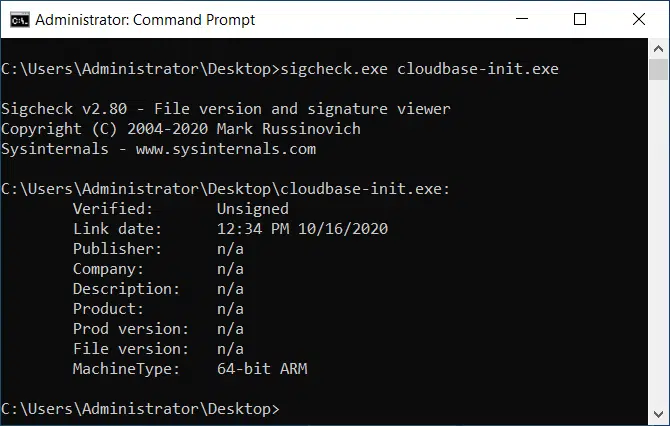 Administrator: Command Prompt
C:\Users\Administrator\Desktop>sigcheck.exe cloudbase-init.exe
Sigcheck v2.80 - File version and signature viewer
Copyright (C) 2004-2020 Mark Russinovich
Sysinternals - www.sysinternals.com
C:\Users\Administrator\Desktop\cloudbase-init.exe:
Verified: Unsigned
Link date: 12:34 PM 10/16/2020
Publisher: n/a
Company: n/a
Description: n/a
Product: n/a
Prod version: n/a
File version: n/a
MachineType: 64-bit ARM
C:\Users\Administrator\Desktop>